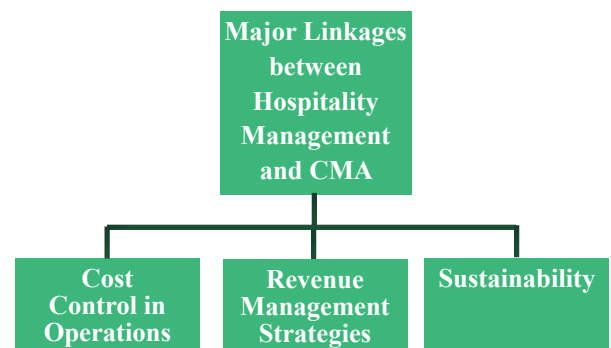 Major Linkages
between
Hospitality
Management
and CMA
Cost
Control in
Operations
Revenue
Management
Strategies
Sustainability